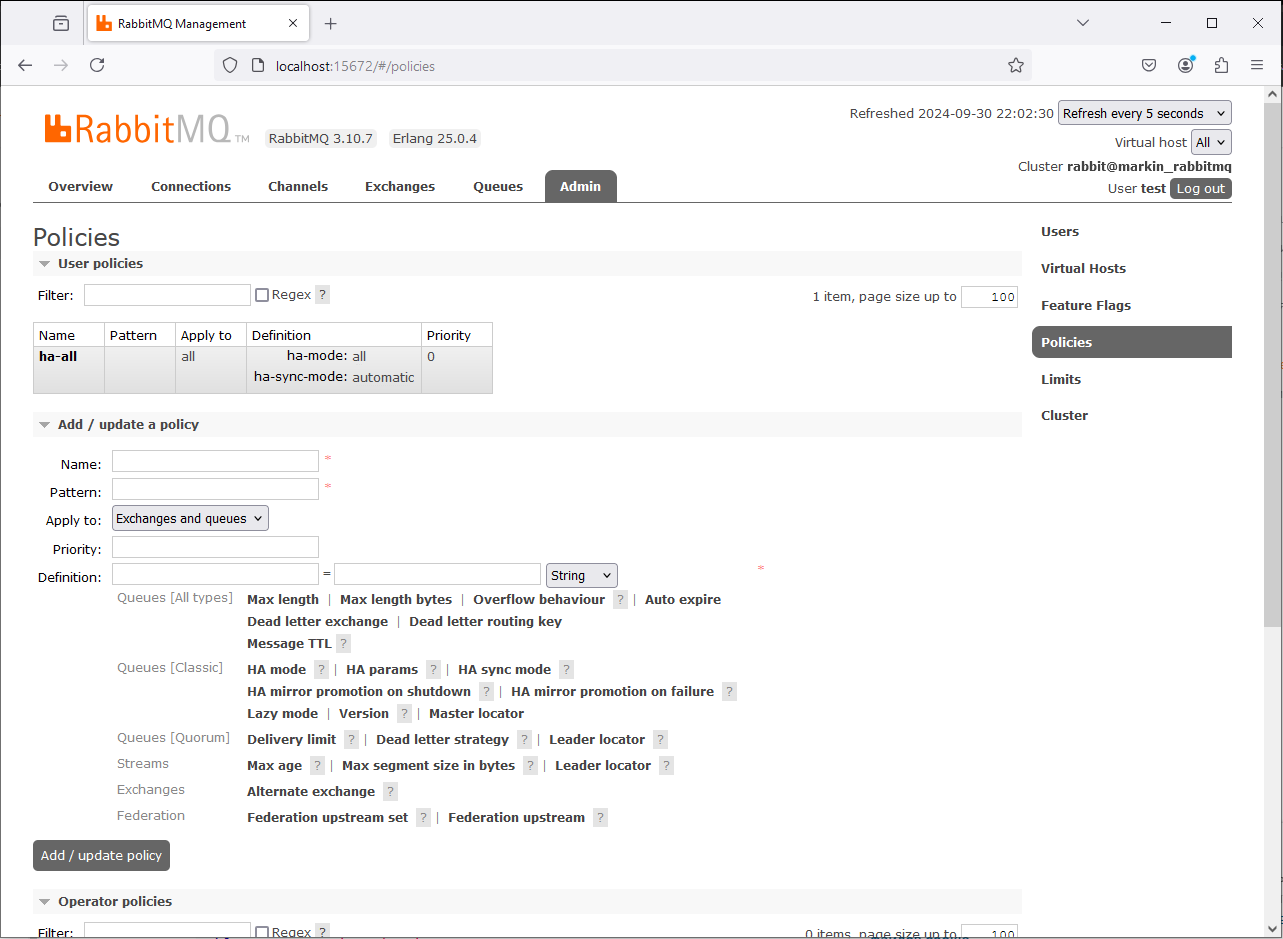 RabbitMQ Management
localhost:15672/#/policies
RabbitMQ TM
RabbitMQ 3.10.7 Erlang 25.0.4
Refreshed 2024-09-30 22:02:30 Refresh every 5 seconds
Virtual host All
Cluster rabbit@markin_rabbitmq
User test Log out
Overview Connections Channels Exchanges Queues Admin
Policies
User policies
Filter: Regex ? 1 item, page size up to 100
Name Pattern Apply to Definition Priority
ha-all all ha-mode: all 0
ha-sync-mode: automatic
Add / update a policy
Name: *
Pattern: *
Apply to: Exchanges and queues
Priority:
Definition: = String *
Queues [All types] Max length | Max length bytes | Overflow behaviour ? | Auto expire
Dead letter exchange | Dead letter routing key
Message TTL ?
Queues [Classic] HA mode ? | HA params ? | HA sync mode ?
HA mirror promotion on shutdown ? | HA mirror promotion on failure ?
Lazy mode | Version ? | Master locator
Queues [Quorum] Delivery limit ? | Dead letter strategy ? | Leader locator ?
Streams Max age ? | Max segment size in bytes ? | Leader locator ?
Exchanges Alternate exchange ?
Federation Federation upstream set ? | Federation upstream ?
Add / update policy
Operator policies
Filter: Regex ? 0 items, page size up to 100
Users
Virtual Hosts
Feature Flags
Policies
Limits
Cluster